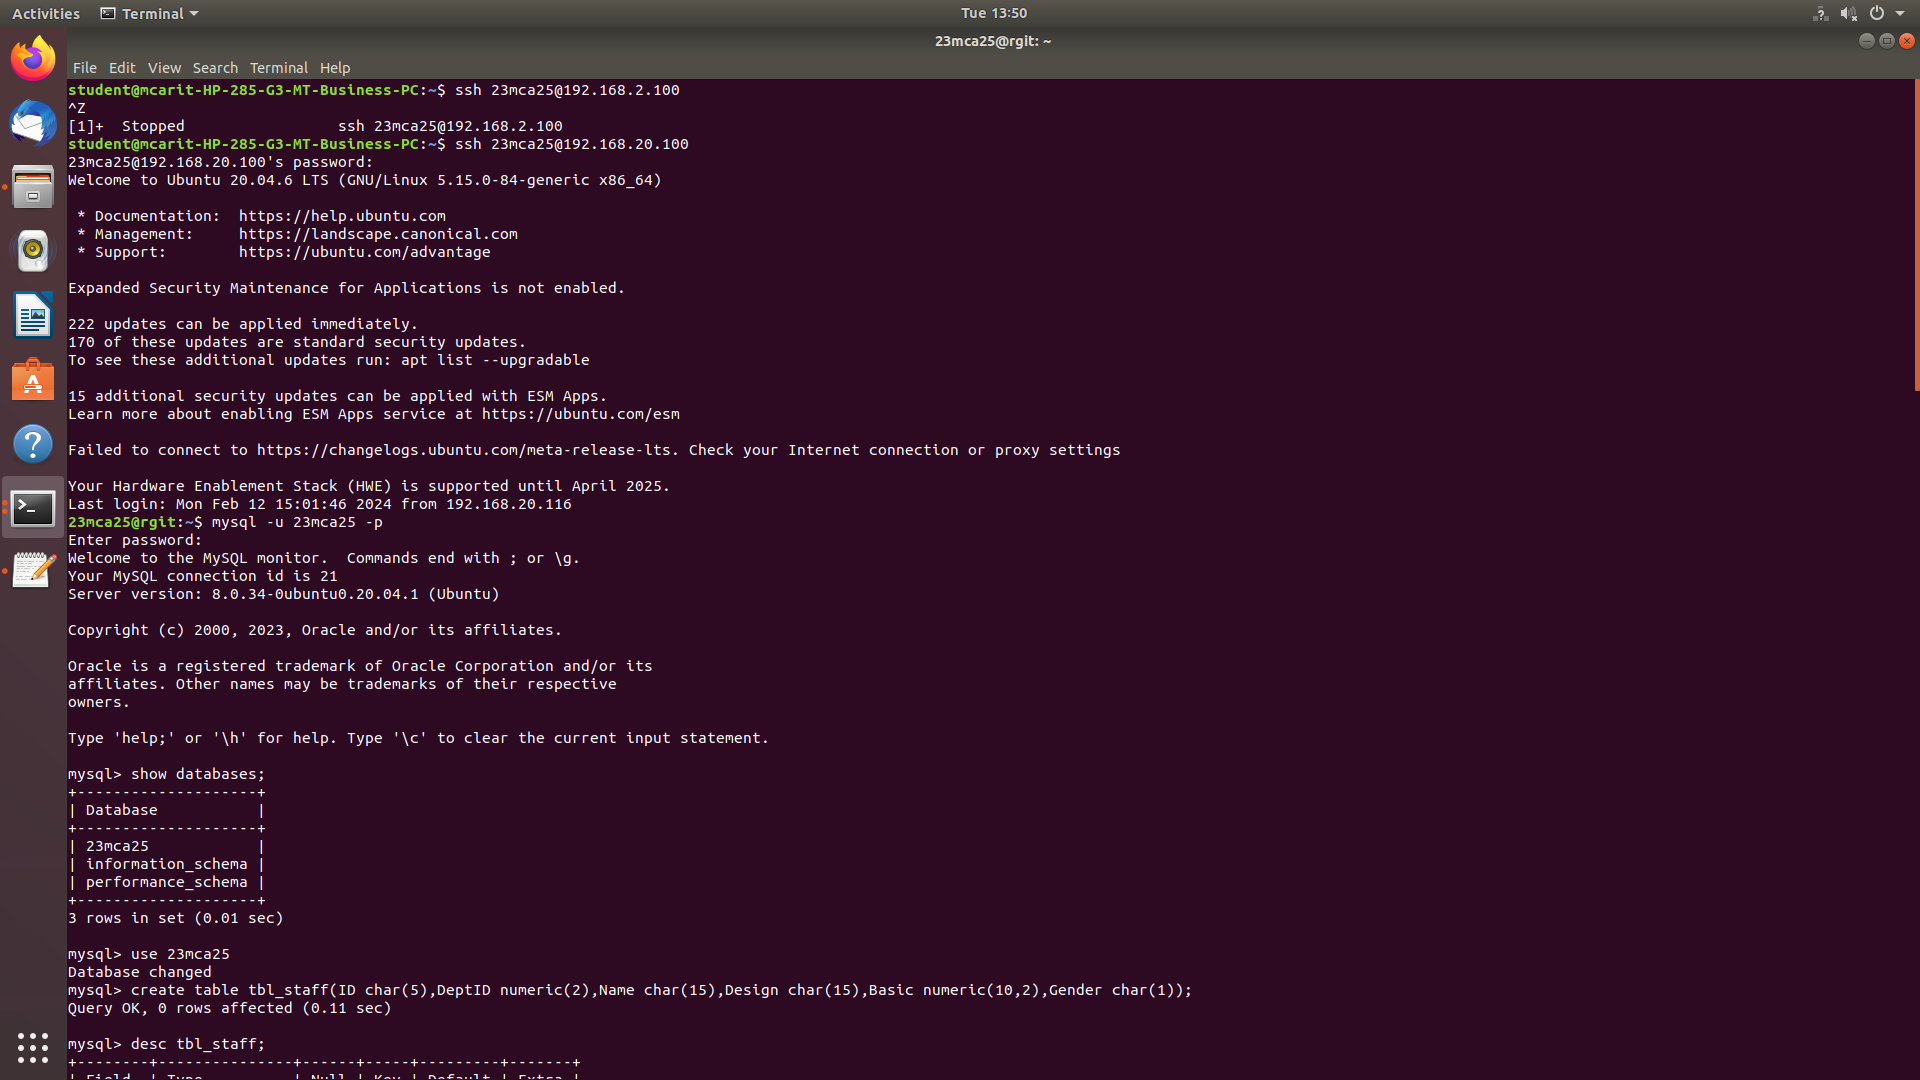 Activities Terminal Tue 13:50
23mca25@rgit: ~
File Edit View Search Terminal Help
student@mcarit-HP-285-G3-MT-Business-PC:~$ ssh 23mca25@192.168.2.100
^Z
[1]+  Stopped                 ssh 23mca25@192.168.2.100
student@mcarit-HP-285-G3-MT-Business-PC:~$ ssh 23mca25@192.168.20.100
23mca25@192.168.20.100's password:
Welcome to Ubuntu 20.04.6 LTS (GNU/Linux 5.15.0-84-generic x86_64)
 * Documentation:  https://help.ubuntu.com
 * Management:     https://landscape.canonical.com
 * Support:        https://ubuntu.com/advantage
Expanded Security Maintenance for Applications is not enabled.
222 updates can be applied immediately.
170 of these updates are standard security updates.
To see these additional updates run: apt list --upgradable
15 additional security updates can be applied with ESM Apps.
Learn more about enabling ESM Apps service at https://ubuntu.com/esm
Failed to connect to https://changelogs.ubuntu.com/meta-release-lts. Check your Internet connection or proxy settings
Your Hardware Enablement Stack (HWE) is supported until April 2025.
Last login: Mon Feb 12 15:01:46 2024 from 192.168.20.116
23mca25@rgit:~$ mysql -u 23mca25 -p
Enter password:
Welcome to the MySQL monitor.  Commands end with ; or \g.
Your MySQL connection id is 21
Server version: 8.0.34-0ubuntu0.20.04.1 (Ubuntu)
Copyright (c) 2000, 2023, Oracle and/or its affiliates.
Oracle is a registered trademark of Oracle Corporation and/or its
affiliates. Other names may be trademarks of their respective
owners.
Type 'help;' or '\h' for help. Type '\c' to clear the current input statement.
mysql> show databases;
+--------------------+
| Database           |
+--------------------+
| 23mca25            |
| information_schema |
| performance_schema |
+--------------------+
3 rows in set (0.01 sec)
mysql> use 23mca25
Database changed
mysql> create table tbl_staff(ID char(5),DeptID numeric(2),Name char(15),Design char(15),Basic numeric(10,2),Gender char(1));
Query OK, 0 rows affected (0.11 sec)
mysql> desc tbl_staff;
+--------+---------------+------+-----+---------+-------+
| Field  | Type          | Null | Key | Default | Extra |